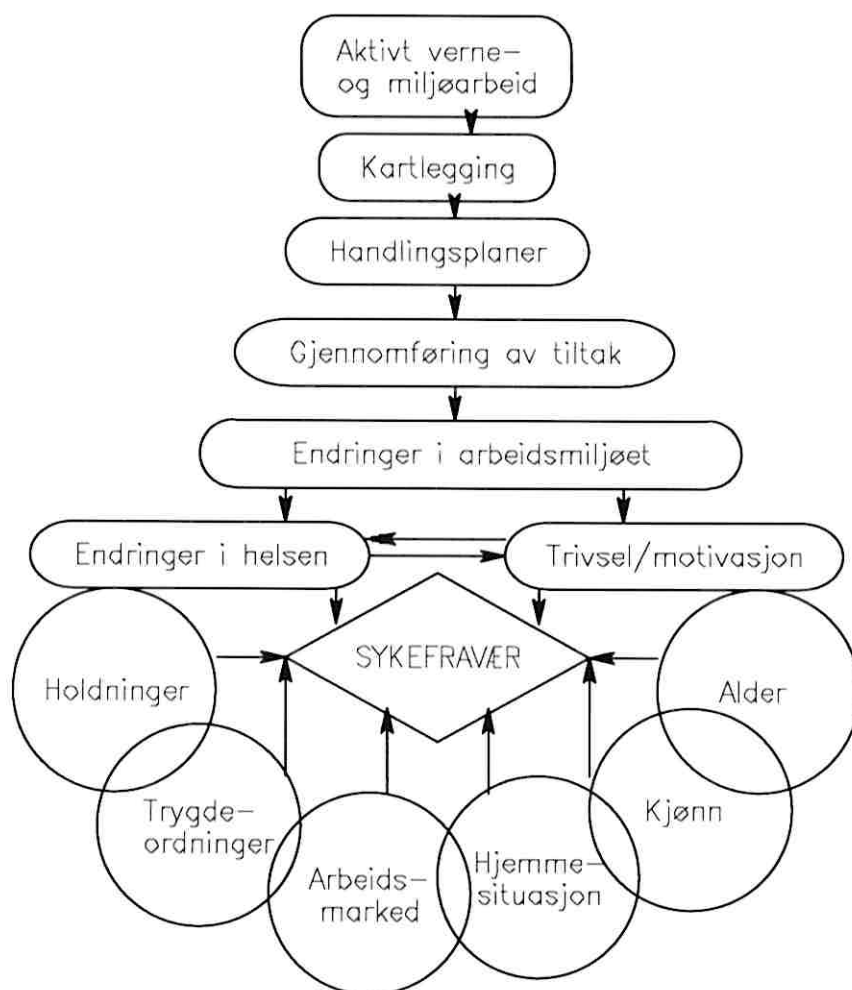 Aktivt verne-
og miljøarbeid
Kartlegging
Handlingsplaner
Gjennomføring av tiltak
Endringer i arbeidsmiljøet
Endringer i helsen
Trivsel/motivasjon
SYKEFRAVÆR
Holdninger
Alder
Trygde-
ordninger
Kjønn
Arbeids-
marked
Hjemme-
situasjon